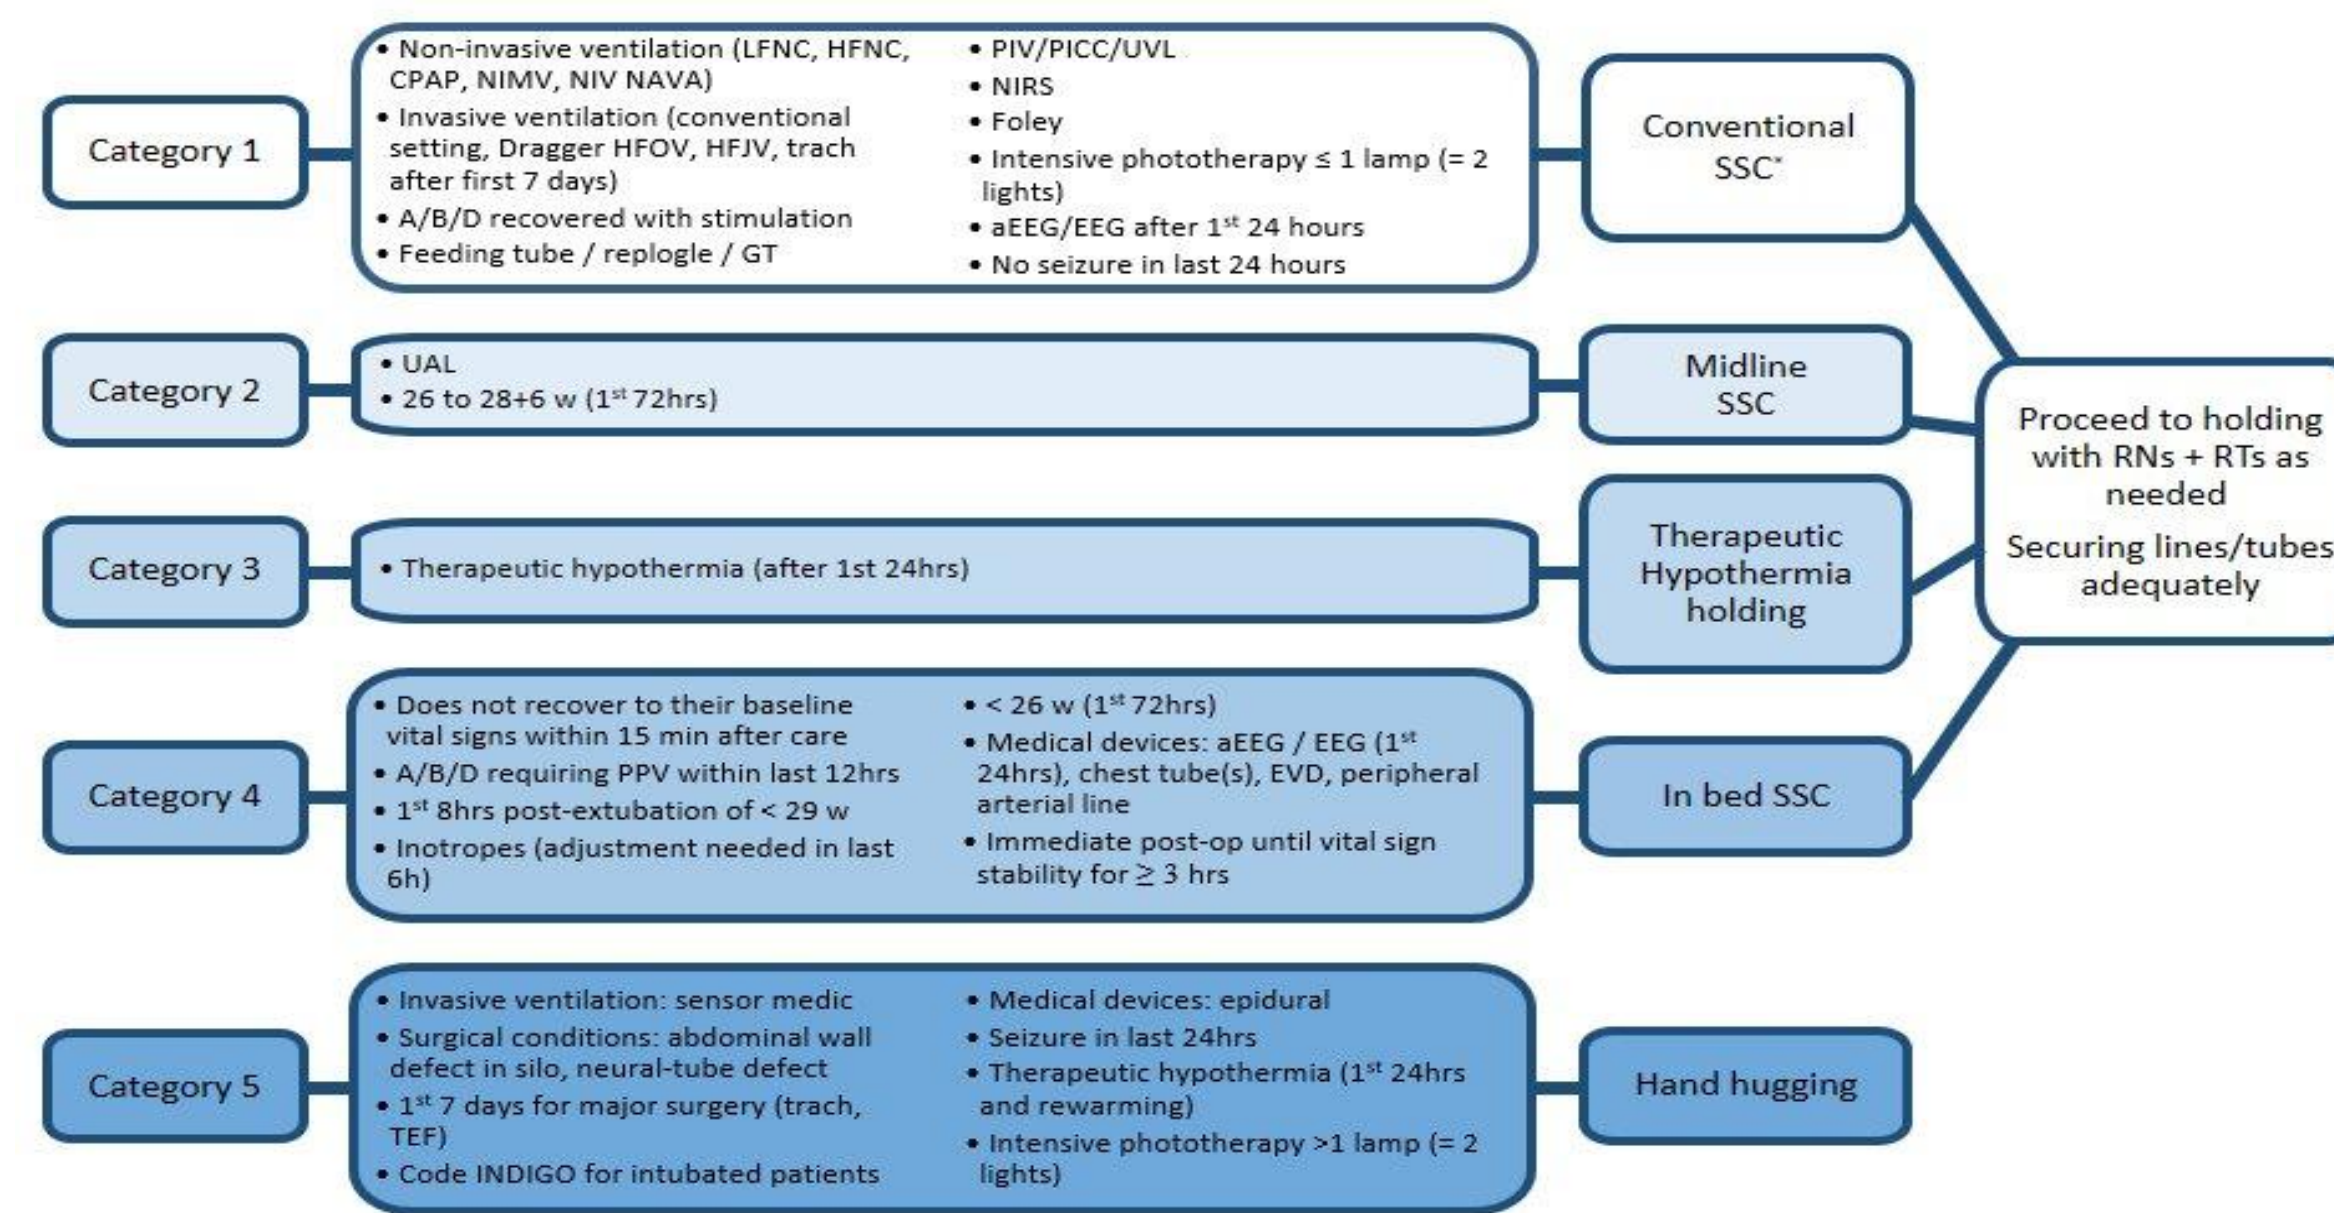 Category 1
• Non-invasive ventilation (LFNC, HFNC,
CPAP, NIMV, NIV NAVA)
• Invasive ventilation (conventional
setting, Dragger HFOV, HFJV, trach
after first 7 days)
• A/B/D recovered with stimulation
• Feeding tube / replogle / GT
• PIV/PICC/UVL
• NIRS
• Foley
• Intensive phototherapy ≤ 1 lamp (= 2
lights)
• aEEG/EEG after 1st 24 hours
• No seizure in last 24 hours
Conventional
SSC*
Category 2
• UAL
• 26 to 28+6 w (1st 72hrs)
Midline
SSC
Category 3
• Therapeutic hypothermia (after 1st 24hrs)
Therapeutic
Hypothermia
holding
Category 4
• Does not recover to their baseline
vital signs within 15 min after care
• A/B/D requiring PPV within last 12hrs
• 1st 8hrs post-extubation of < 29 w
• Inotropes (adjustment needed in last
6h)
• < 26 w (1st 72hrs)
• Medical devices: aEEG / EEG (1st
24hrs), chest tube(s), EVD, peripheral
arterial line
• Immediate post-op until vital sign
stability for ≥ 3 hrs
In bed SSC
Proceed to holding
with RNs + RTs as
needed
Securing lines/tubes
adequately
Category 5
• Invasive ventilation: sensor medic
• Surgical conditions: abdominal wall
defect in silo, neural-tube defect
• 1st 7 days for major surgery (trach,
TEF)
• Code INDIGO for intubated patients
• Medical devices: epidural
• Seizure in last 24hrs
• Therapeutic hypothermia (1st 24hrs
and rewarming)
• Intensive phototherapy >1 lamp (= 2
lights)
Hand hugging